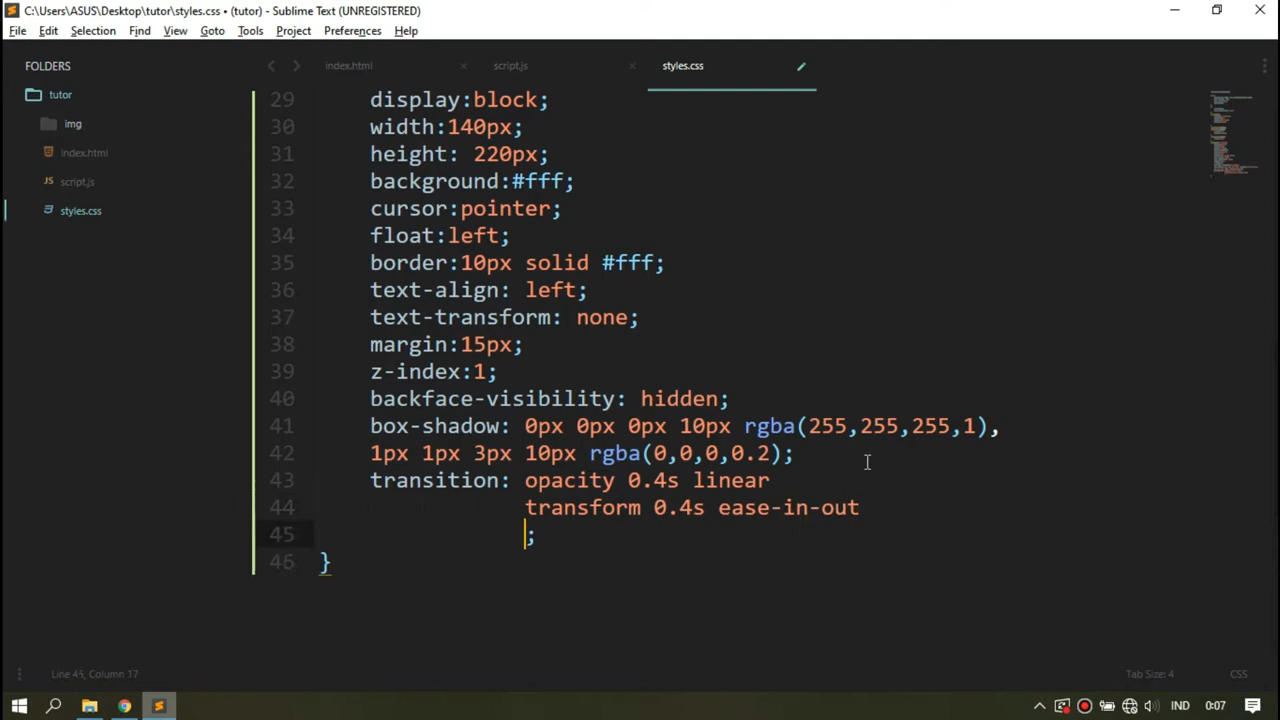 C:\Users\ASUS\Desktop\tutor\styles.css • (tutor) - Sublime Text (UNREGISTERED)
File Edit Selection Find View Goto Tools Project Preferences Help
FOLDERS
tutor
img
index.html
JS script.js
styles.css
index.html script.js styles.css
29 display:block;
30 width:140px;
31 height: 220px;
32 background:#fff;
33 cursor:pointer;
34 float:left;
35 border:10px solid #fff;
36 text-align: left;
37 text-transform: none;
38 margin:15px;
39 z-index:1;
40 backface-visibility: hidden;
41 box-shadow: 0px 0px 0px 10px rgba(255,255,255,1),
42 1px 1px 3px 10px rgba(0,0,0,0.2);
43 transition: opacity 0.4s linear
44 transform 0.4s ease-in-out
45 ;
46 }
Line 45, Column 17 Tab Size: 4 CSS
IND 0:07